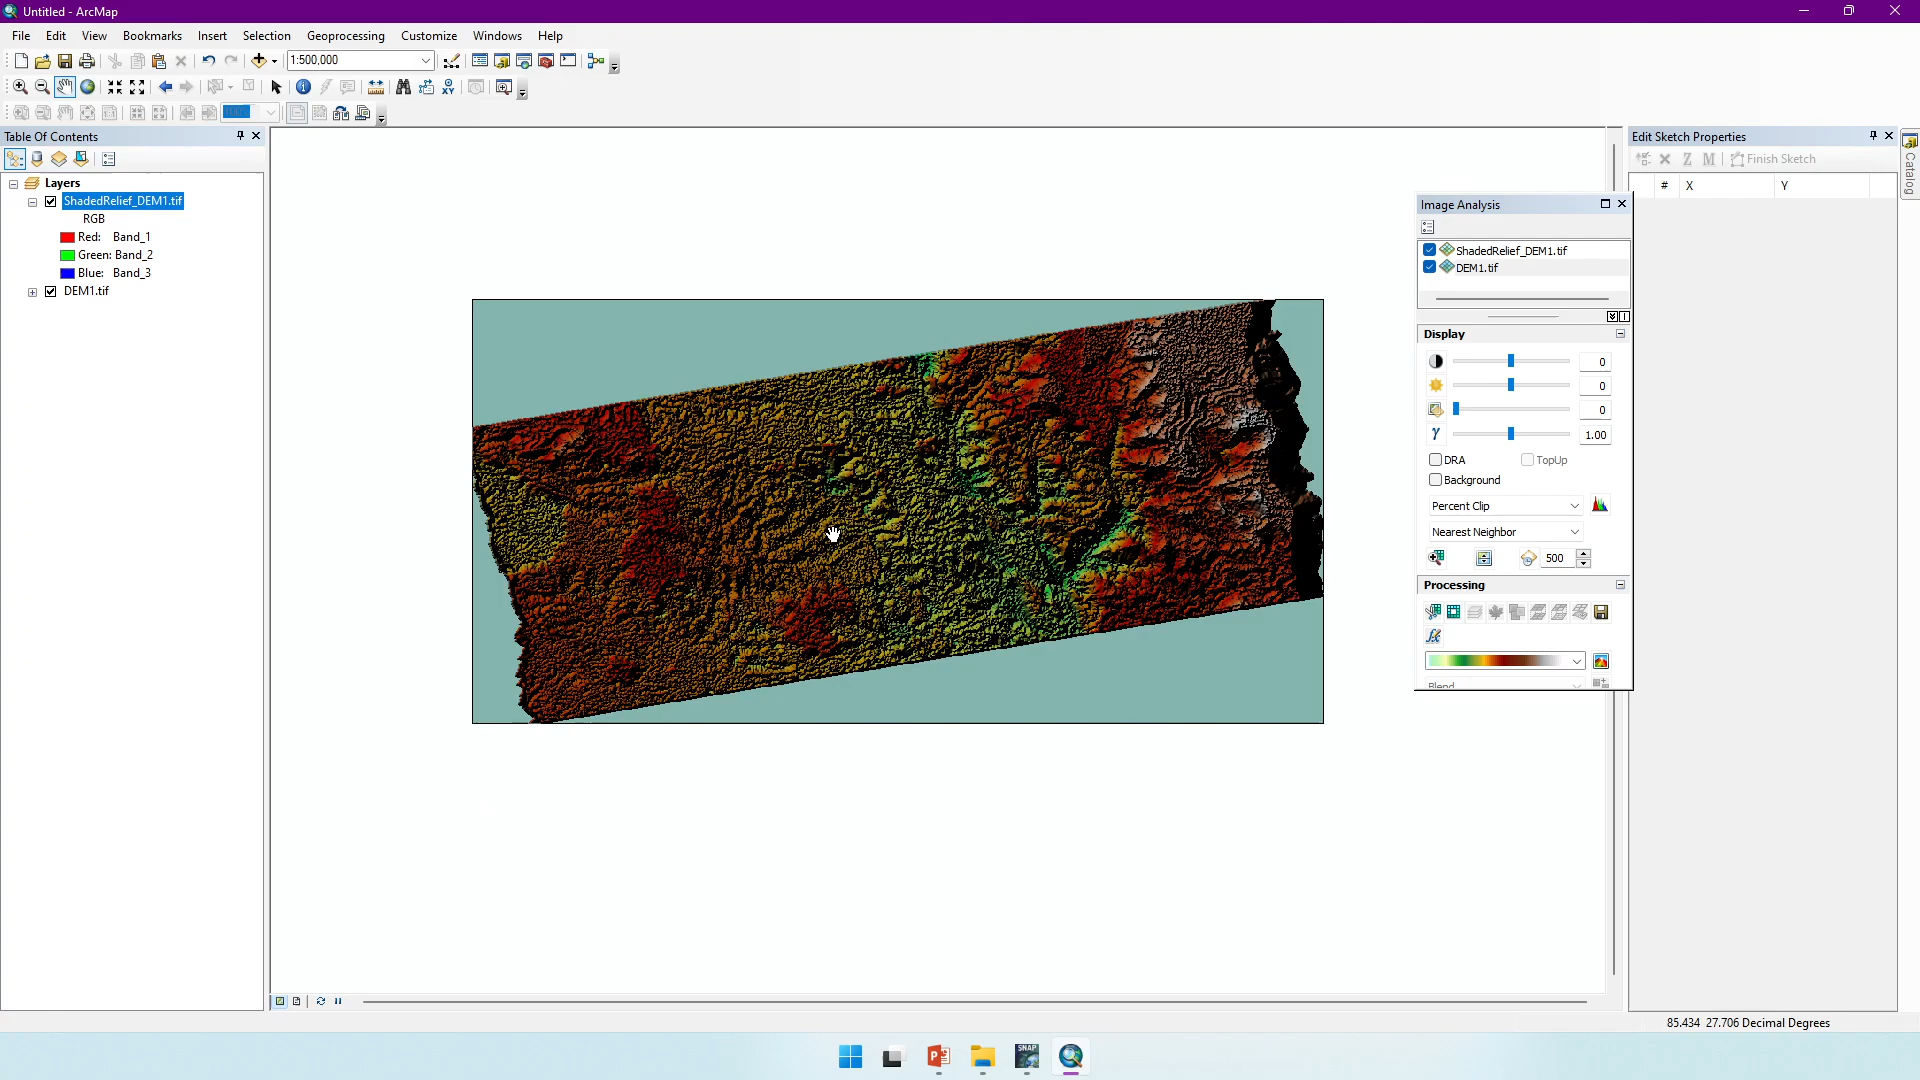 Untitled - ArcMap
File Edit View Bookmarks Insert Selection Geoprocessing Customize Windows Help
1:500,000
100%
Table Of Contents
Layers
ShadedRelief_DEM1.tif
RGB
Red: Band_1
Green: Band_2
Blue: Band_3
DEM1.tif
Image Analysis
ShadedRelief_DEM1.tif
DEM1.tif
Display
0
0
0
γ 1.00
DRA TopUp
Background
Percent Clip
Nearest Neighbor
500
Processing
Blend
Edit Sketch Properties
Z M Finish Sketch
# X Y
Catalog
85.434 27.706 Decimal Degrees
SNAP